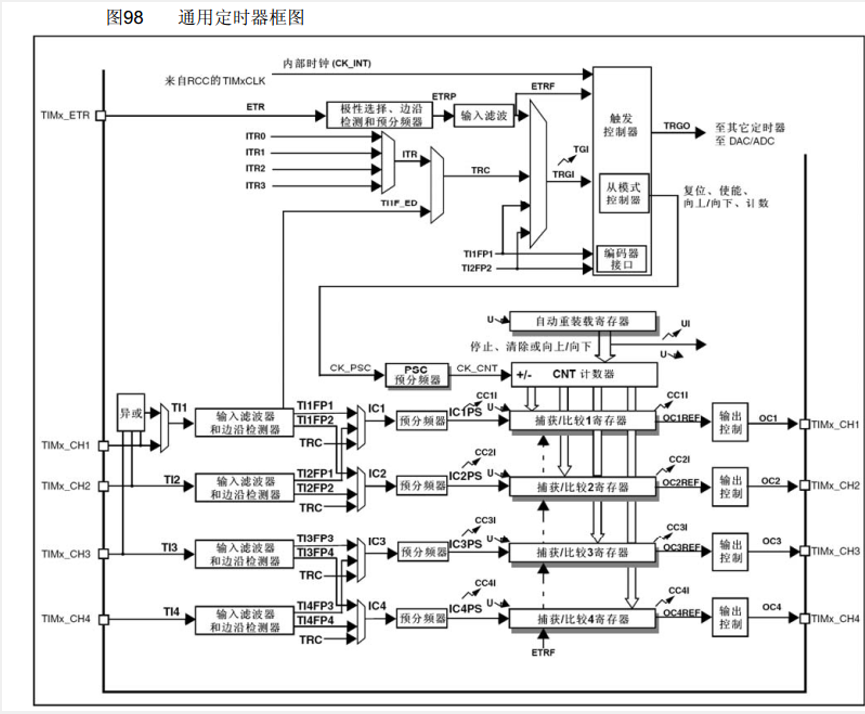 图98 通用定时器框图
内部时钟 (CK_INT)
来自RCC的TIMxCLK
TIMx_ETR
ETR
极性选择、边沿
检测和预分频器
ETRP
输入滤波
ETRF
触发
控制器
TRGO
至其它定时器
至 DAC/ADC
ITR0
ITR1
ITR2
ITR3
ITR
TRC
TI1F_ED
TGI
TRGI
从模式
控制器
复位、使能、
向上/向下、计数
TI1FP1
TI2FP2
编码器
接口
U
自动重装载寄存器
UI
停止、清除或向上/向下
U
CK_PSC
PSC
预分频器
CK_CNT
+/-
CNT 计数器
异或
TI1
输入滤波器
和边沿检测器
TI1FP1
TI1FP2
TRC
IC1
预分频器
IC1PS
CC1I
U
捕获/比较1寄存器
CC1I
OC1REF
输出
控制
OC1
TIMx_CH1
TIMx_CH1
TIMx_CH2
TI2
输入滤波器
和边沿检测器
TI2FP1
TI2FP2
TRC
IC2
预分频器
IC2PS
CC2I
U
捕获/比较2寄存器
CC2I
OC2REF
输出
控制
OC2
TIMx_CH2
TIMx_CH3
TI3
输入滤波器
和边沿检测器
TI3FP3
TI3FP4
TRC
IC3
预分频器
IC3PS
CC3I
U
捕获/比较3寄存器
CC3I
OC3REF
输出
控制
OC3
TIMx_CH3
TIMx_CH4
TI4
输入滤波器
和边沿检测器
TI4FP3
TI4FP4
TRC
IC4
预分频器
IC4PS
CC4I
U
捕获/比较4寄存器
CC4I
OC4REF
输出
控制
OC4
TIMx_CH4
ETRF